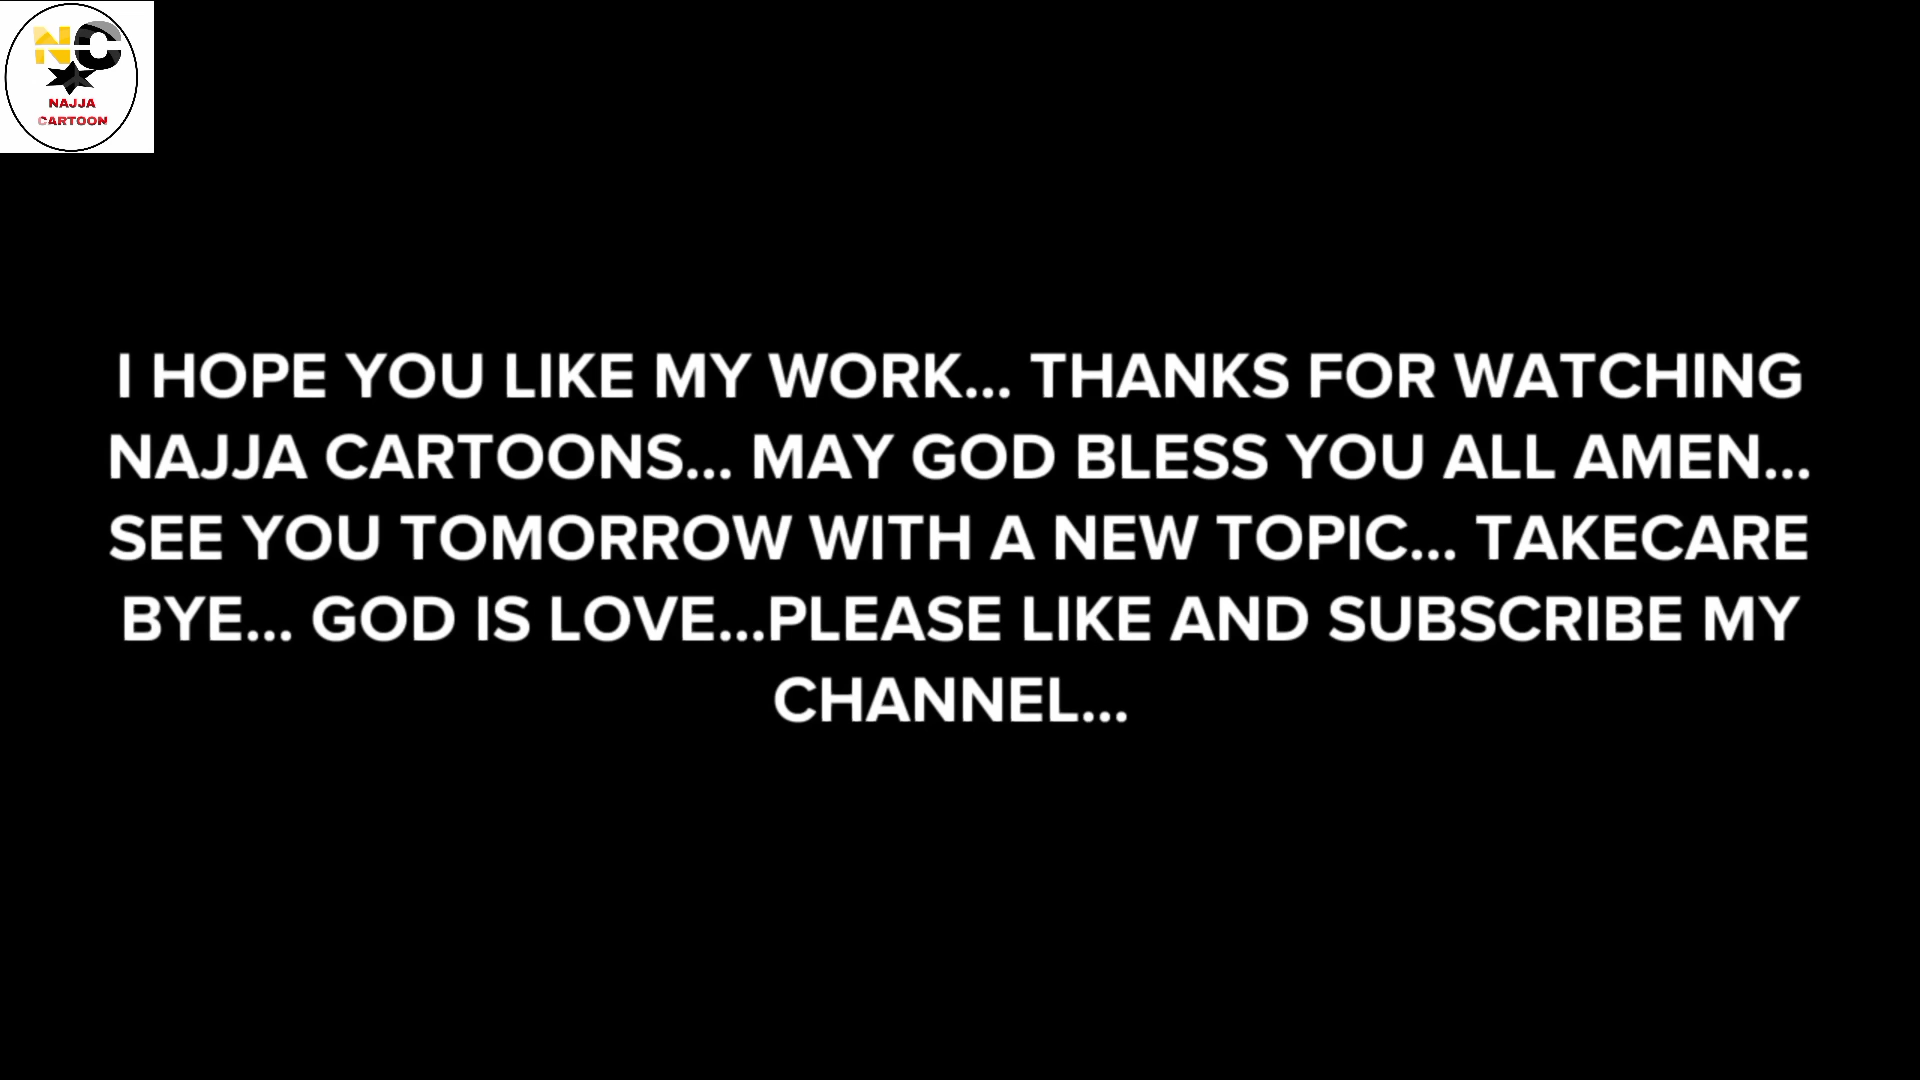 NC
NAJJA
CARTOON
I HOPE YOU LIKE MY WORK... THANKS FOR WATCHING
NAJJA CARTOONS... MAY GOD BLESS YOU ALL AMEN...
SEE YOU TOMORROW WITH A NEW TOPIC... TAKECARE
BYE... GOD IS LOVE...PLEASE LIKE AND SUBSCRIBE MY
CHANNEL...